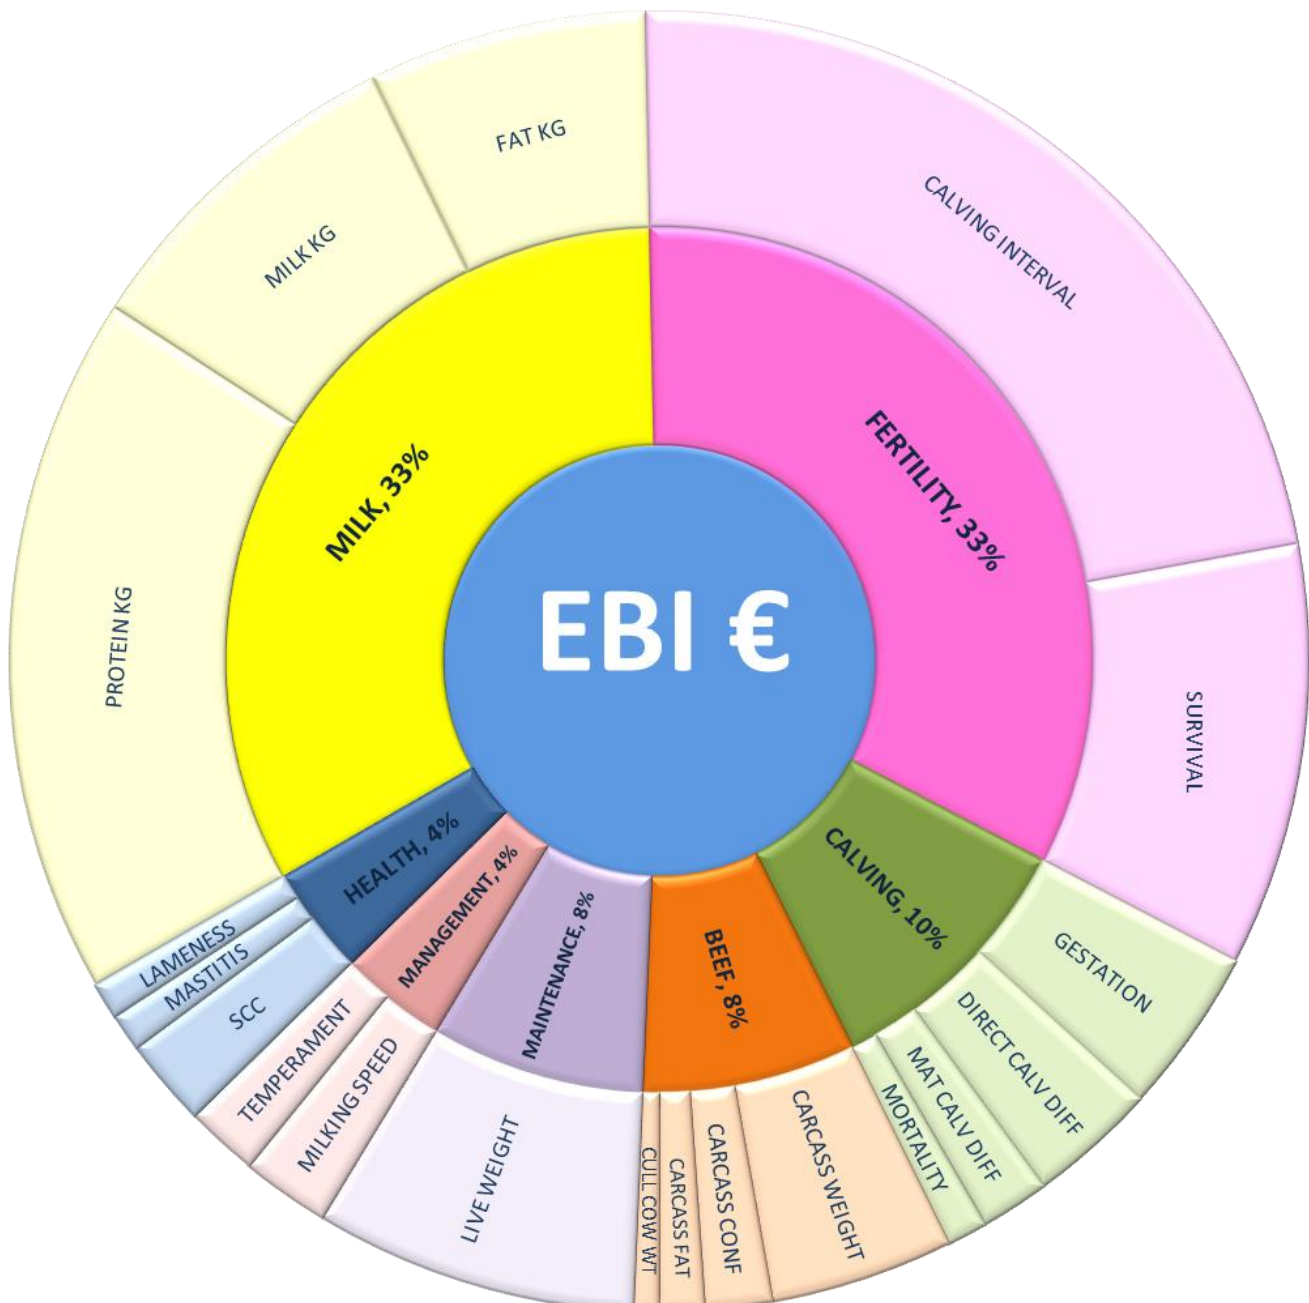 EBI €
FERTILITY, 33%
CALVING INTERVAL
SURVIVAL
CALVING, 10%
GESTATION
DIRECT CALV DIFF
MAT CALV DIFF
MORTALITY
BEEF, 8%
CARCASS WEIGHT
CARCASS CONF
CARCASS FAT
CULL COW WT
MAINTENANCE, 8%
LIVE WEIGHT
MANAGEMENT, 4%
MILKING SPEED
TEMPERAMENT
HEALTH, 4%
SCC
MASTITIS
LAMENESS
MILK, 33%
PROTEIN KG
MILK KG
FAT KG